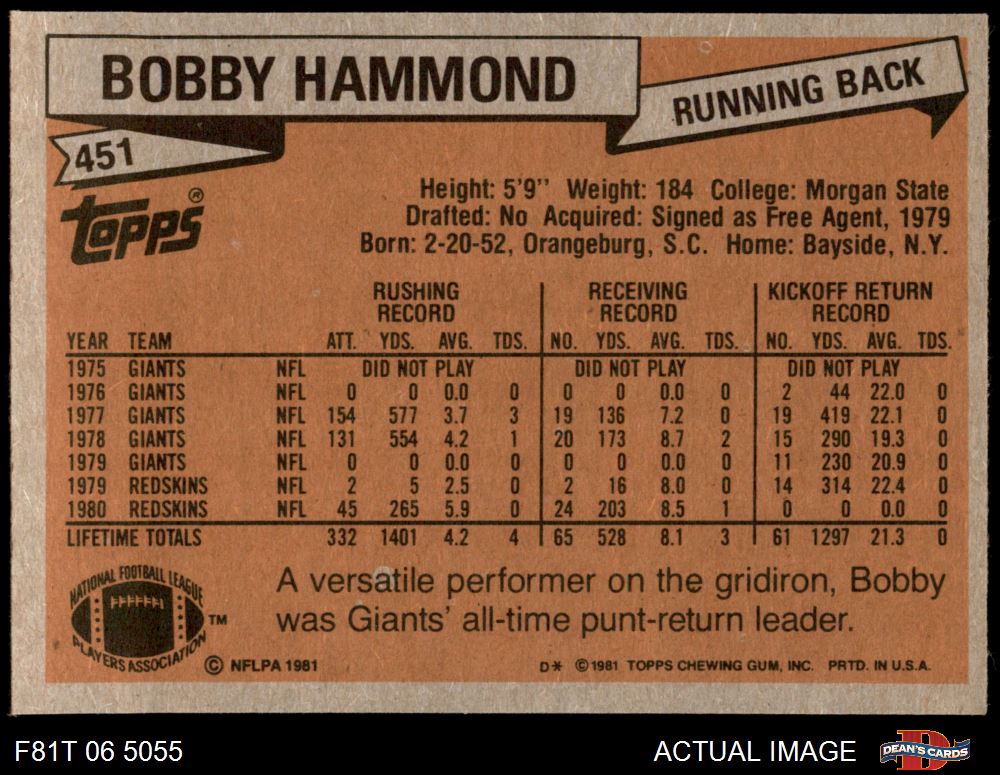 BOBBY HAMMOND
RUNNING BACK
451
Topps®
Height: 5'9" Weight: 184 College: Morgan State
Drafted: No Acquired: Signed as Free Agent, 1979
Born: 2-20-52, Orangeburg, S.C. Home: Bayside, N.Y.
RUSHING RECORD RECEIVING RECORD KICKOFF RETURN RECORD
YEAR TEAM ATT. YDS. AVG. TDS. NO. YDS. AVG. TDS. NO. YDS. AVG. TDS.
1975 GIANTS NFL DID NOT PLAY DID NOT PLAY DID NOT PLAY
1976 GIANTS NFL 0 0 0.0 0 0 0 0.0 0 2 44 22.0 0
1977 GIANTS NFL 154 577 3.7 3 19 136 7.2 0 19 419 22.1 0
1978 GIANTS NFL 131 554 4.2 1 20 173 8.7 2 15 290 19.3 0
1979 GIANTS NFL 0 0 0.0 0 0 0 0.0 0 11 230 20.9 0
1979 REDSKINS NFL 2 5 2.5 0 2 16 8.0 0 14 314 22.4 0
1980 REDSKINS NFL 45 265 5.9 0 24 203 8.5 1 0 0 0.0 0
LIFETIME TOTALS 332 1401 4.2 4 65 528 8.1 3 61 1297 21.3 0
A versatile performer on the gridiron, Bobby
was Giants' all-time punt-return leader.
NATIONAL FOOTBALL LEAGUE
PLAYERS ASSOCIATION
TM
© NFLPA 1981
D* ©1981 TOPPS CHEWING GUM, INC. PRTD. IN U.S.A.
F81T 06 5055
ACTUAL IMAGE
D
DEAN'S CARDS